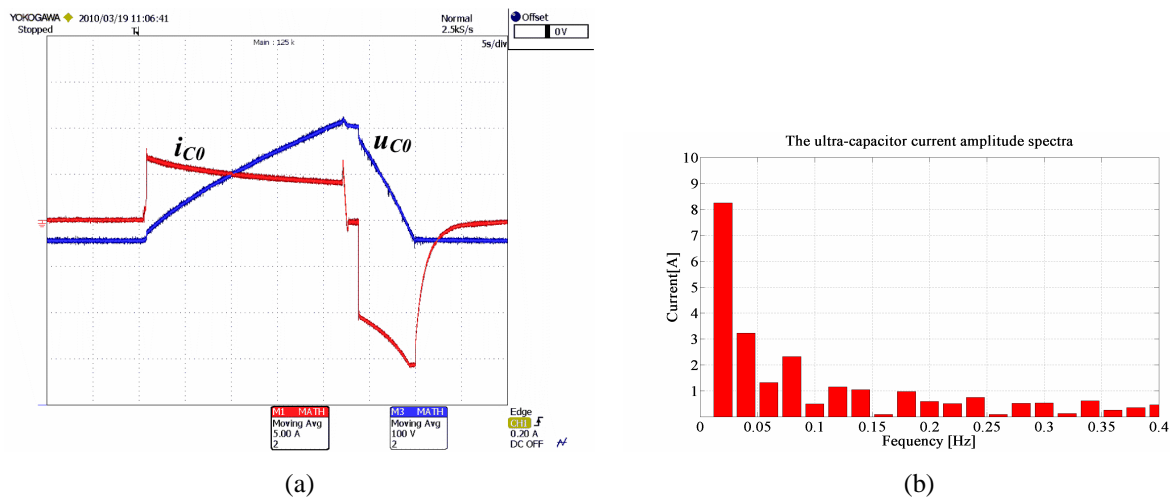 YOKOGAWA ◆ 2010/03/19 11:06:41
Stopped
Normal
2.5kS/s
Offset
0V
Main : 125 k
5s/div
iC0
uC0
M1 MATH
Moving Avg
5.00 A
2
M3 MATH
Moving Avg
100 V
2
Edge
CH1
0.20 A
DC OFF
(a)
The ultra-capacitor current amplitude spectra
Current[A]
10
9
8
7
6
5
4
3
2
1
0 0.05 0.1 0.15 0.2 0.25 0.3 0.35 0.4
Fequency [Hz]
(b)